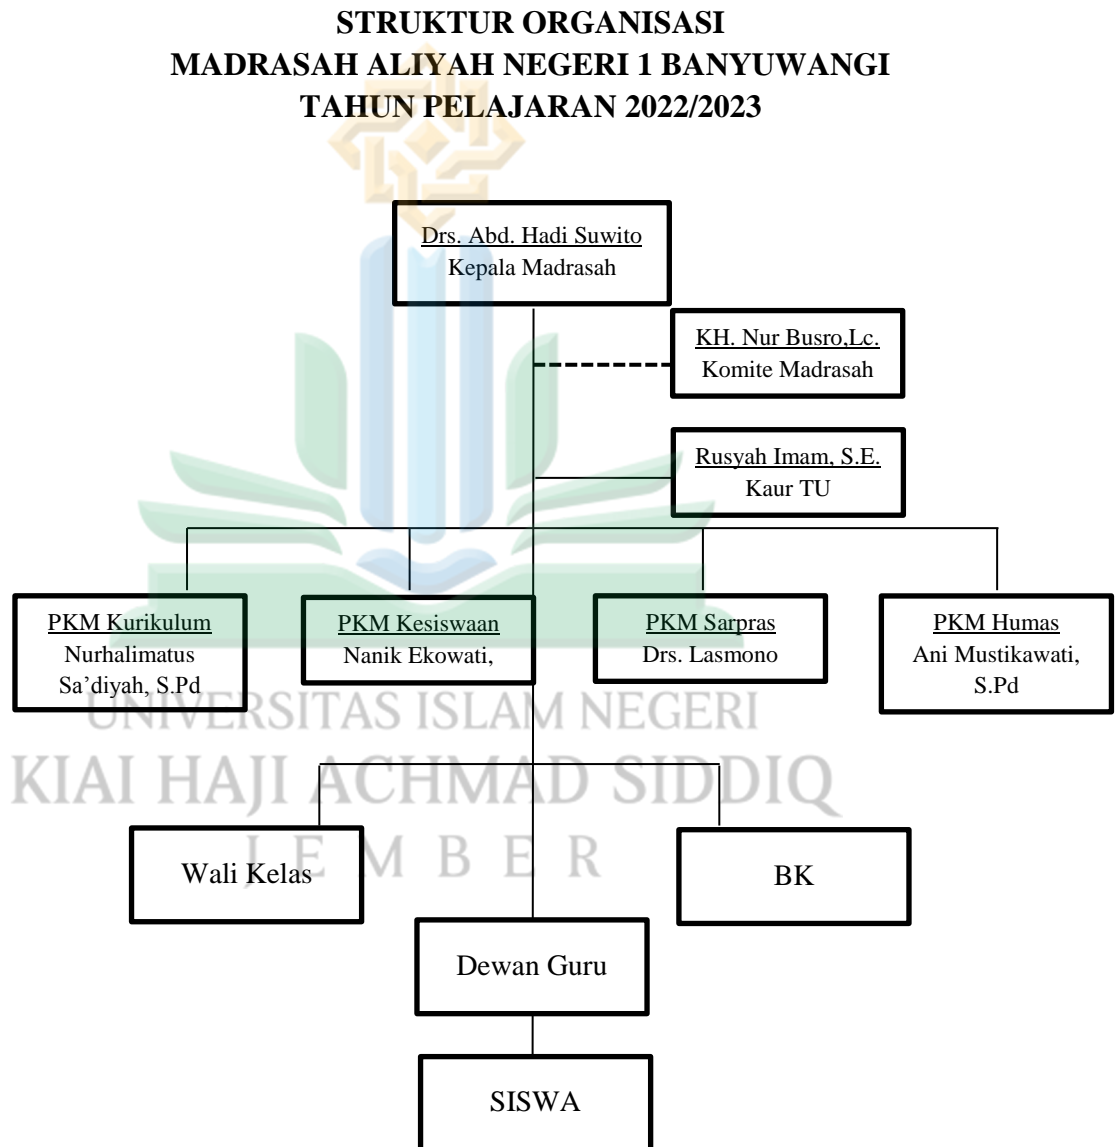 STRUKTUR ORGANISASI
MADRASAH ALIYAH NEGERI 1 BANYUWANGI
TAHUN PELAJARAN 2022/2023
Drs. Abd. Hadi Suwito
Kepala Madrasah
KH. Nur Busro,Lc.
Komite Madrasah
Rusyah Imam, S.E.
Kaur TU
PKM Kurikulum
Nurhalimatus
Sa’diyah, S.Pd
PKM Kesiswaan
Nanik Ekowati,
PKM Sarpras
Drs. Lasmono
PKM Humas
Ani Mustikawati,
S.Pd
UNIVERSITAS ISLAM NEGERI
KIAI HAJI ACHMAD SIDDIQ
JEMBER
Wali Kelas
BK
Dewan Guru
SISWA